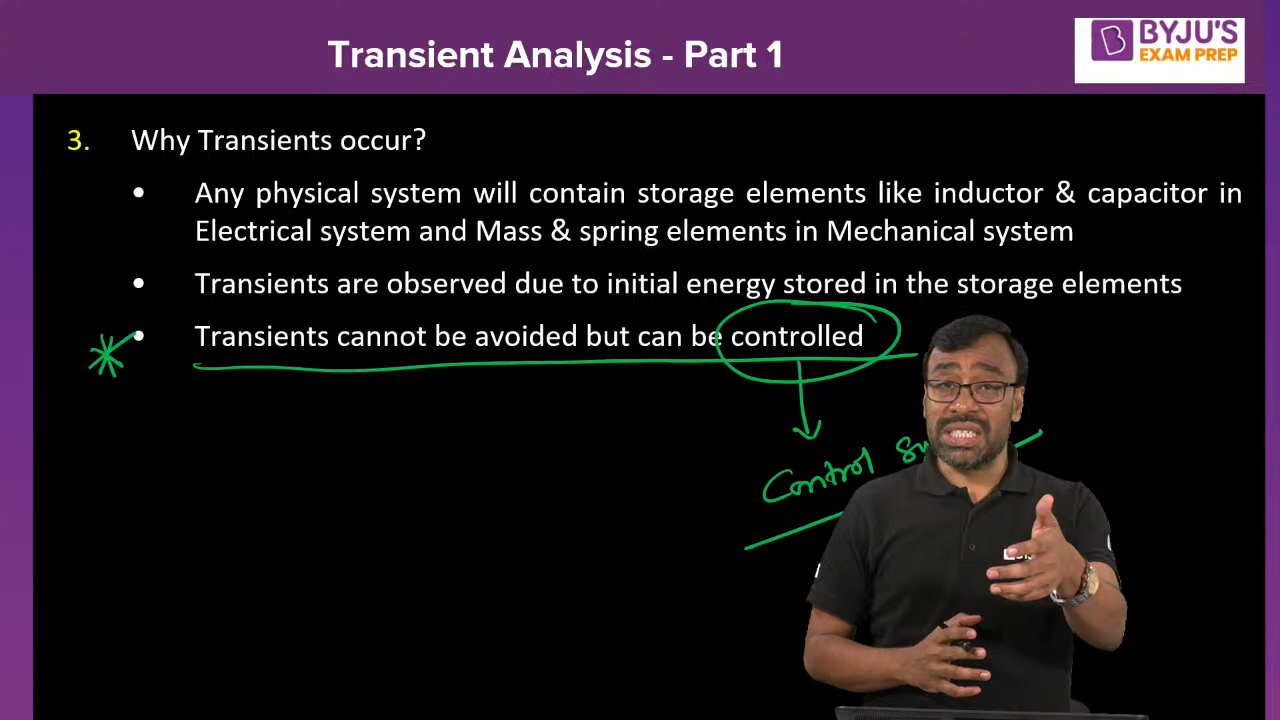 Transient Analysis - Part 1
BYJU'S
EXAM PREP
3. Why Transients occur?
• Any physical system will contain storage elements like inductor & capacitor in
Electrical system and Mass & spring elements in Mechanical system
• Transients are observed due to initial energy stored in the storage elements
• Transients cannot be avoided but can be controlled
Control